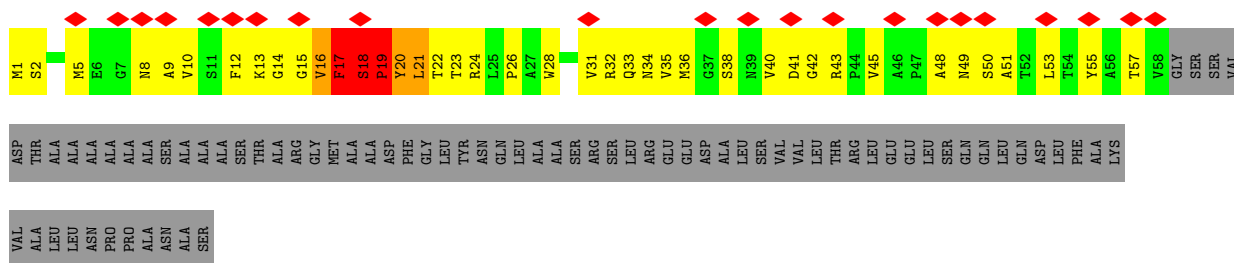 M1 S2 M5 E6 G7 N8 A9 V10 S11 F12 K13 G14 G15 V16 F17 S18 P19 Y20 L21 T22 T23 R24 L25 P26 A27 W28 V31 R32 Q33 N34 V35 M36 G37 S38 N39 V40 D41 G42 R43 P44 V45 A46 P47 A48 N49 S50 A51 T52 L53 T54 Y55 A56 T57 V58 GLY SER SER VAL
ASP THR ALA ALA ALA ALA ALA ALA SER ALA ALA ALA SER THR ALA ARG GLY MET ALA ALA ASP PHE GLY LEU TYR ASN GLN LEU ALA ALA SER ARG SER LEU ARG GLU GLU ASP ALA LEU SER VAL VAL LEU THR ARG LEU GLU GLU LEU SER GLN GLN LEU GLN ASP LEU PHE ALA LYS
VAL ALA LEU LEU ASN PRO PRO ALA ASN ALA SER